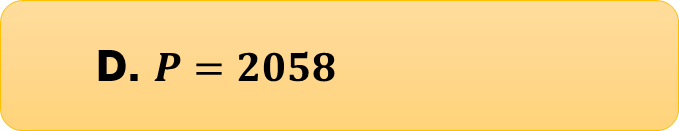 D. P = 2058